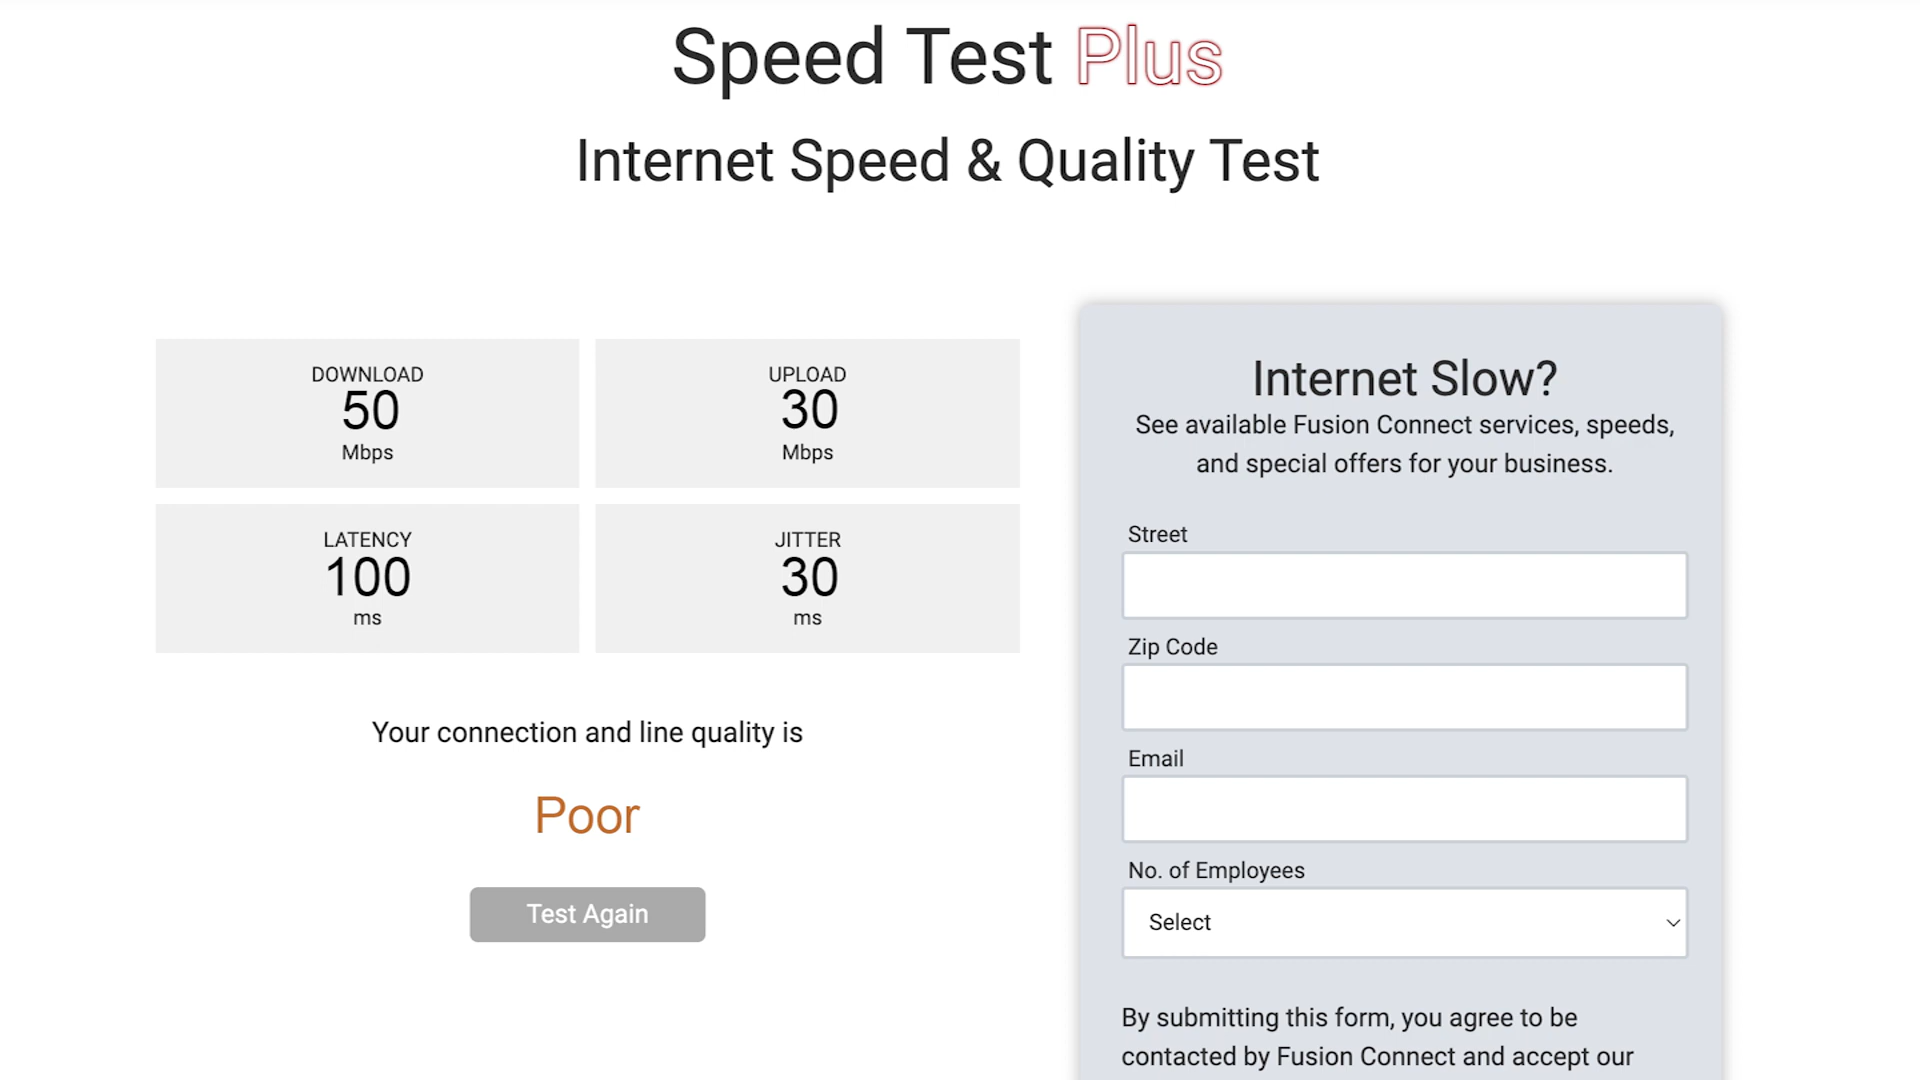 Speed Test Plus
Internet Speed & Quality Test
DOWNLOAD
50
Mbps
UPLOAD
30
Mbps
LATENCY
100
ms
JITTER
30
ms
Your connection and line quality is
Poor
Test Again
Internet Slow?
See available Fusion Connect services, speeds,
and special offers for your business.
Street
Zip Code
Email
No. of Employees
Select
By submitting this form, you agree to be
contacted by Fusion Connect and accept our